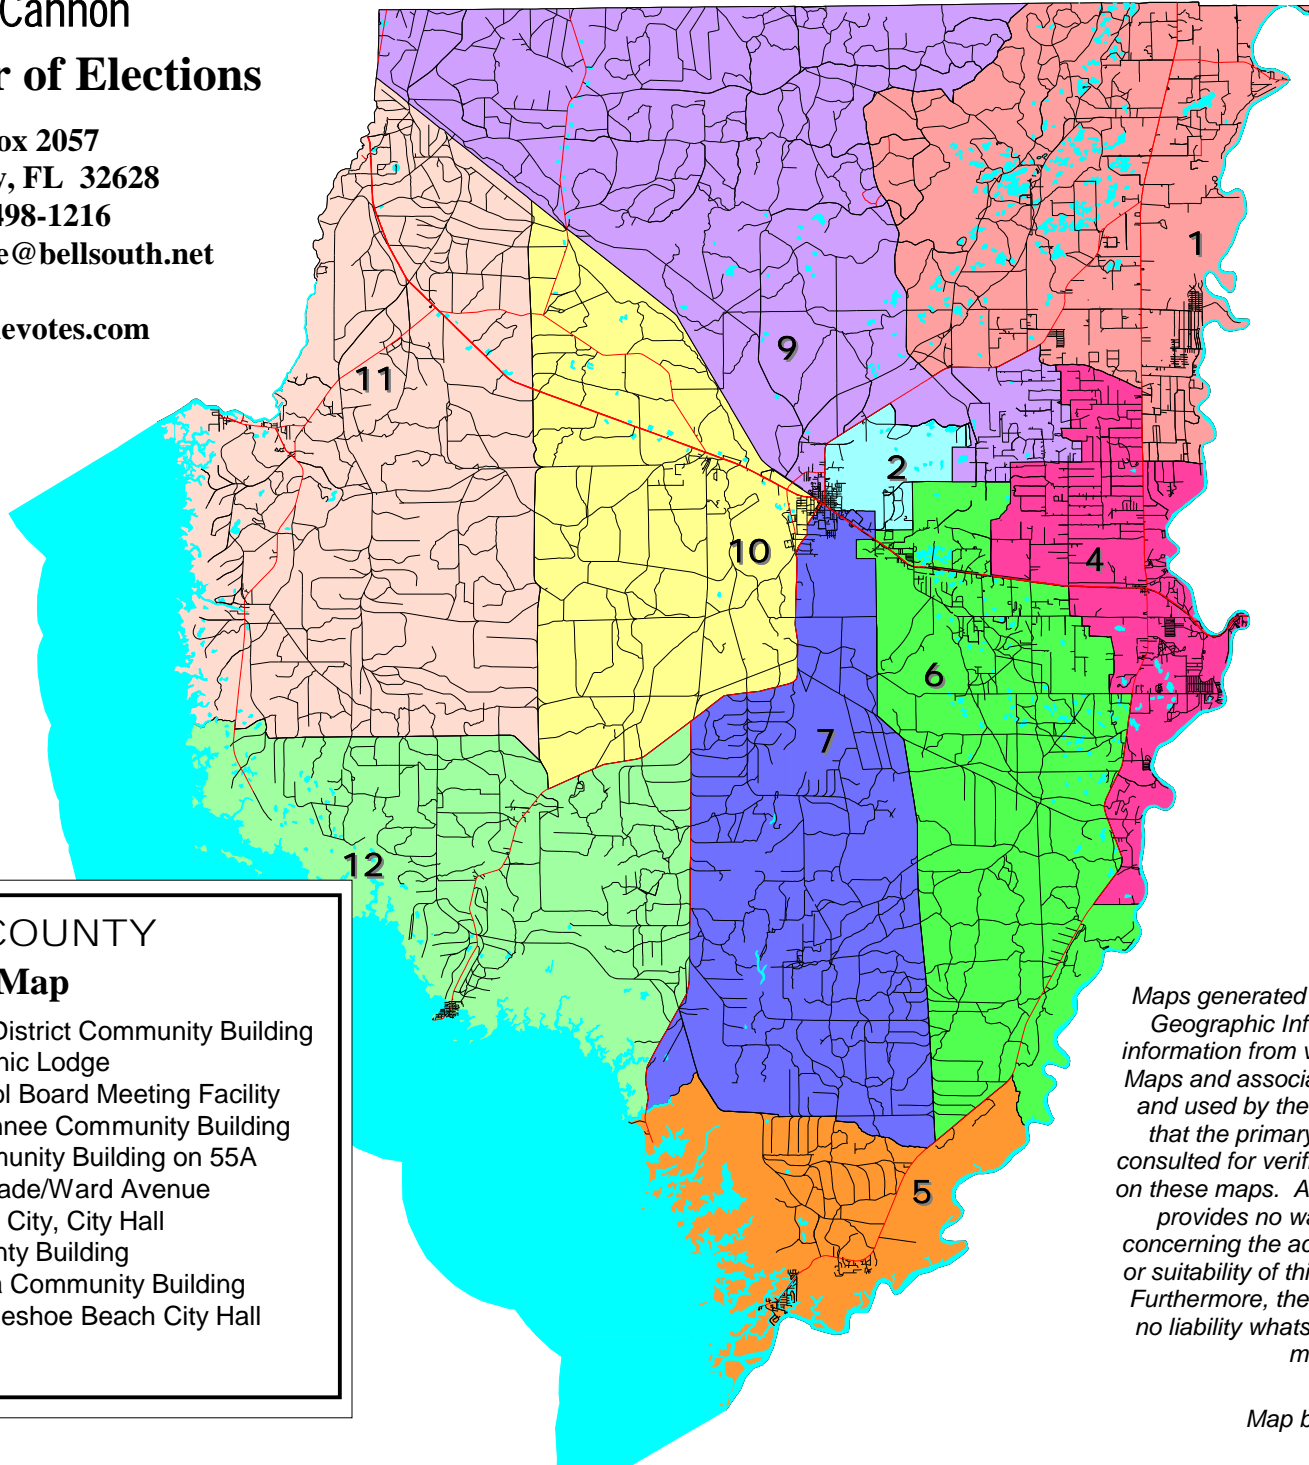 Cannon
r of Elections
ox 2057
y, FL 32628
498-1216
e@bellsouth.net
ievotes.com
1
9
11
2
10
4
6
7
12
5
COUNTY
Map
District Community Building
nic Lodge
ol Board Meeting Facility
nnee Community Building
munity Building on 55A
ade/Ward Avenue
City, City Hall
nty Building
a Community Building
eshoe Beach City Hall
Maps generated
Geographic Inf
information from v
Maps and associa
and used by the
that the primary
consulted for verifi
on these maps. A
provides no wa
concerning the ac
or suitability of thi
Furthermore, the
no liability whats
m
Map b